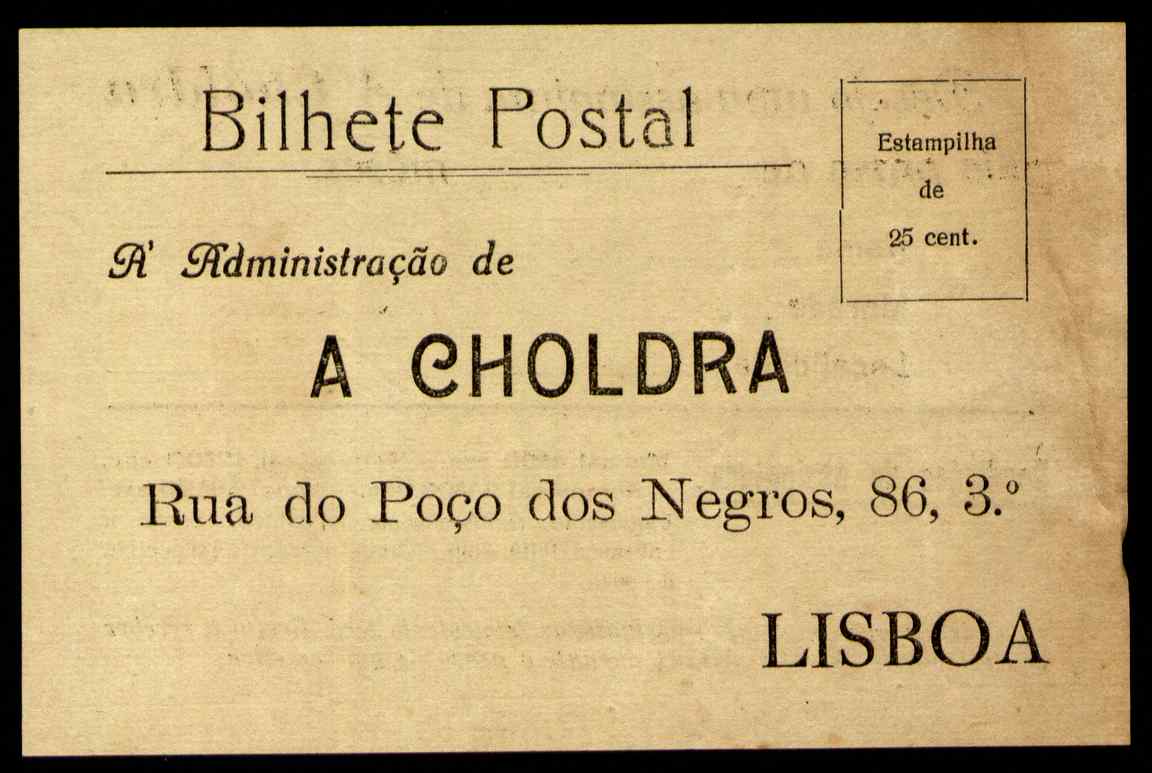 Bilhete Postal
Estampilha
de
25 cent.
A' Administração de
A CHOLDRA
Rua do Poço dos Negros, 86, 3.º
LISBOA